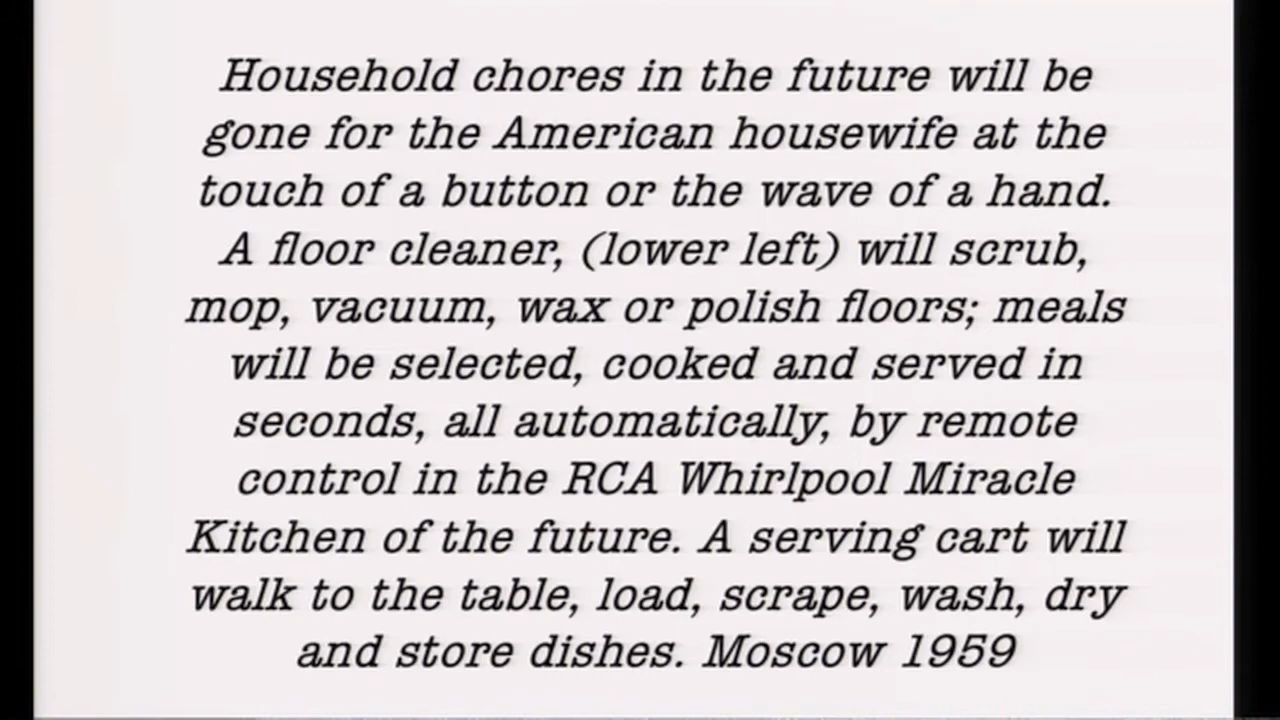 Household chores in the future will be
gone for the American housewife at the
touch of a button or the wave of a hand.
A floor cleaner, (lower left) will scrub,
mop, vacuum, wax or polish floors; meals
will be selected, cooked and served in
seconds, all automatically, by remote
control in the RCA Whirlpool Miracle
Kitchen of the future. A serving cart will
walk to the table, load, scrape, wash, dry
and store dishes. Moscow 1959